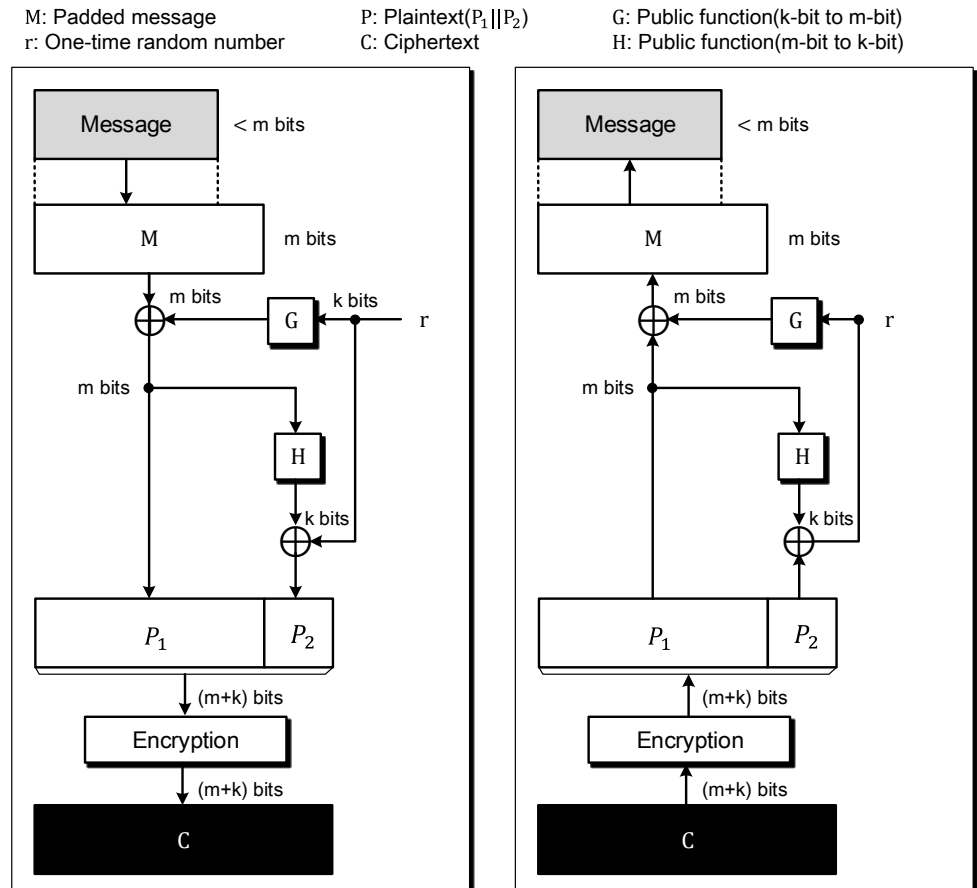 M: Padded message P: Plaintext(P₁||P₂) G: Public function(k-bit to m-bit)
r: One-time random number C: Ciphertext H: Public function(m-bit to k-bit)
Message
< m bits
M
m bits
m bits
k bits
G
r
m bits
H
k bits
P₁
P₂
(m+k) bits
Encryption
(m+k) bits
C
Message
< m bits
M
m bits
m bits
G
r
m bits
H
k bits
P₁
P₂
(m+k) bits
Encryption
(m+k) bits
C